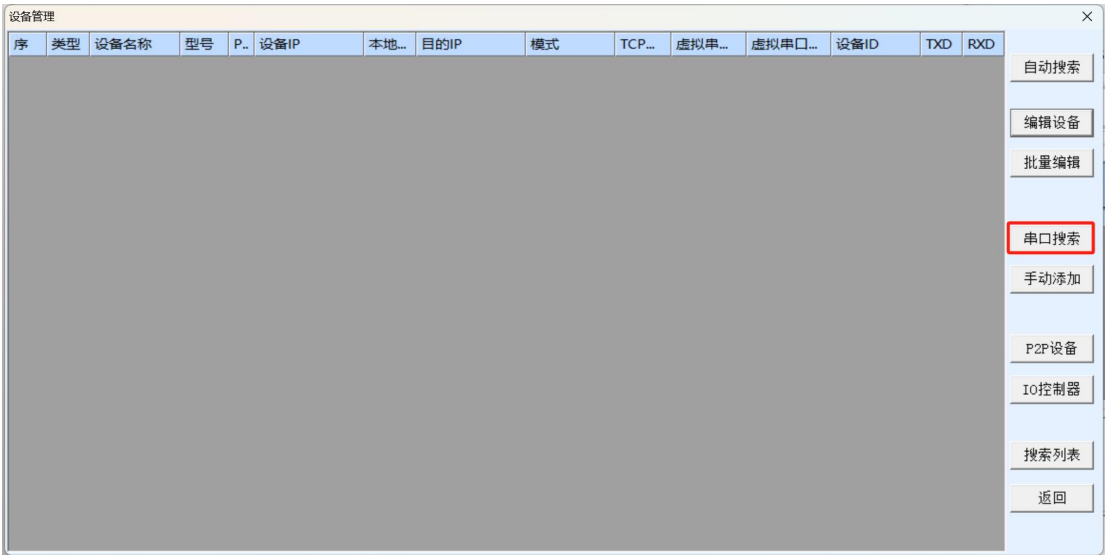 设备管理
序 类型 设备名称 型号 P.. 设备IP 本地... 目的IP 模式 TCP... 虚拟串... 虚拟串口... 设备ID TXD RXD
自动搜索
编辑设备
批量编辑
串口搜索
手动添加
P2P设备
IO控制器
搜索列表
返回